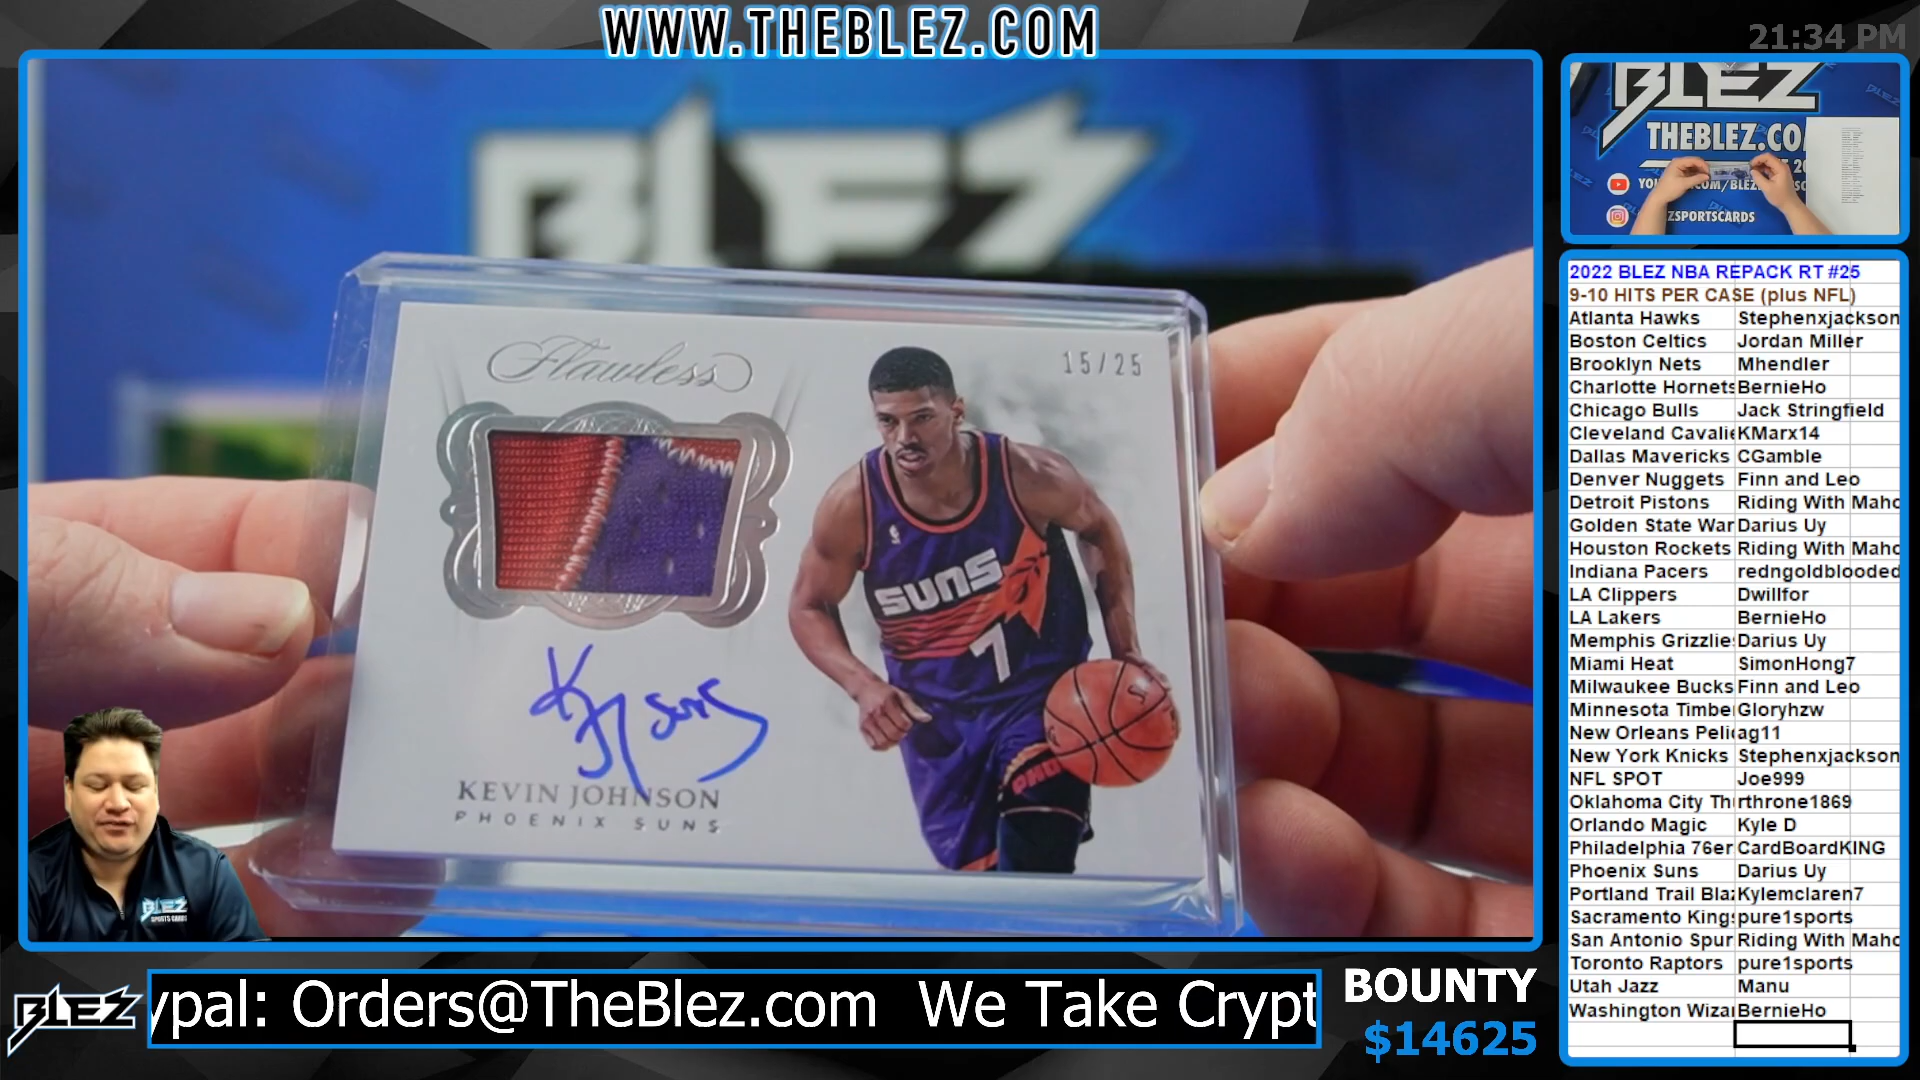 WWW.THEBLEZ.COM
21:34 PM
BLEZ
Flawless
15/25
SUNS
7
KJ 7 suns
KEVIN JOHNSON
PHOENIX SUNS
BLEZ
SPORTS CARDS
BLEZ
THEBLEZ.CO
ZSPORTSCARDS
2022 BLEZ NBA REPACK RT #25
9-10 HITS PER CASE (plus NFL)
Atlanta Hawks Stephenxjackson
Boston Celtics Jordan Miller
Brooklyn Nets Mhendler
Charlotte Hornets BernieHo
Chicago Bulls Jack Stringfield
Cleveland Cavalie KMarx14
Dallas Mavericks CGamble
Denver Nuggets Finn and Leo
Detroit Pistons Riding With Maho
Golden State War Darius Uy
Houston Rockets Riding With Maho
Indiana Pacers redngoldblooded
LA Clippers Dwillfor
LA Lakers BernieHo
Memphis Grizzlie Darius Uy
Miami Heat SimonHong7
Milwaukee Bucks Finn and Leo
Minnesota Timbe Gloryhzw
New Orleans Peli ag11
New York Knicks Stephenxjackson
NFL SPOT Joe999
Oklahoma City Th rthrone1869
Orlando Magic Kyle D
Philadelphia 76er CardBoardKING
Phoenix Suns Darius Uy
Portland Trail Bla Kylemclaren7
Sacramento King pure1sports
San Antonio Spur Riding With Maho
Toronto Raptors pure1sports
Utah Jazz Manu
Washington Wiza BernieHo
BLEZ
ypal: Orders@TheBlez.com We Take Crypt
BOUNTY
$14625